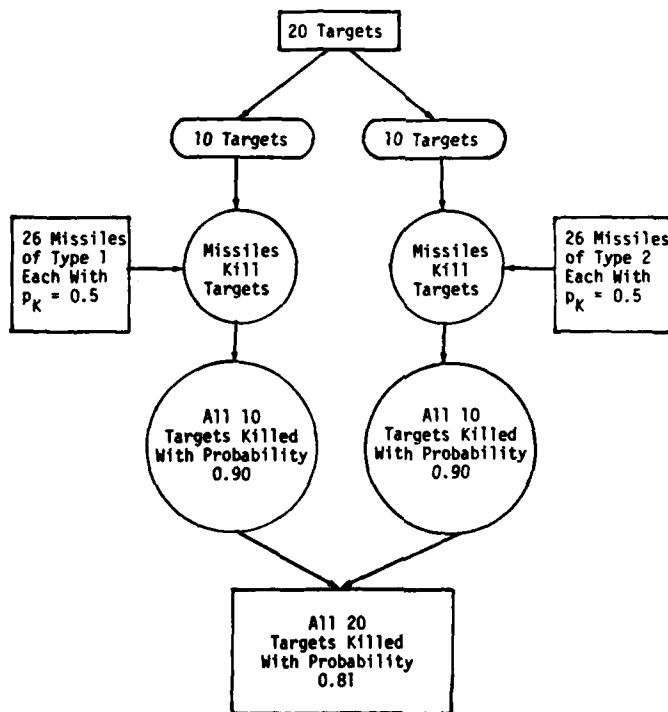 20 Targets
10 Targets
10 Targets
26 Missiles
of Type 1
Each With
pK = 0.5
Missiles
Kill
Targets
Missiles
Kill
Targets
26 Missiles
of Type 2
Each With
pK = 0.5
All 10
Targets Killed
With Probability
0.90
All 10
Targets Killed
With Probability
0.90
All 20
Targets Killed
With Probability
0.81